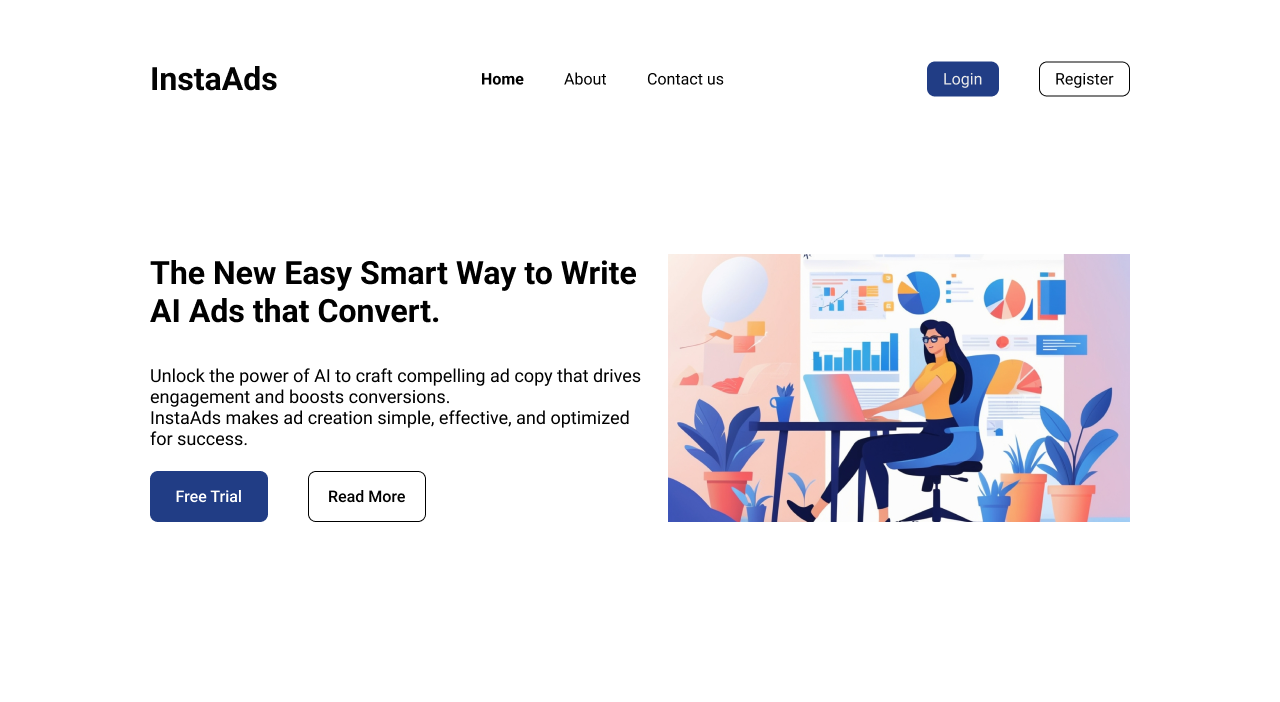 InstaAds
Home
About
Contact us
Login
Register
The New Easy Smart Way to Write
AI Ads that Convert.
Unlock the power of AI to craft compelling ad copy that drives
engagement and boosts conversions.
InstaAds makes ad creation simple, effective, and optimized
for success.
Free Trial
Read More